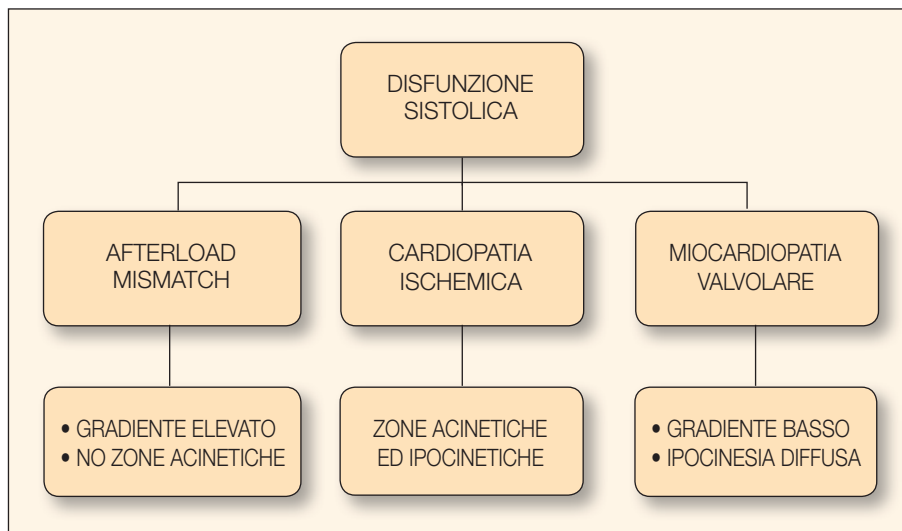 DISFUNZIONE
SISTOLICA
AFTERLOAD
MISMATCH
CARDIOPATIA
ISCHEMICA
MIOCARDIOPATIA
VALVOLARE
• GRADIENTE ELEVATO
• NO ZONE ACINETICHE
ZONE ACINETICHE
ED IPOCINETICHE
• GRADIENTE BASSO
• IPOCINESIA DIFFUSA